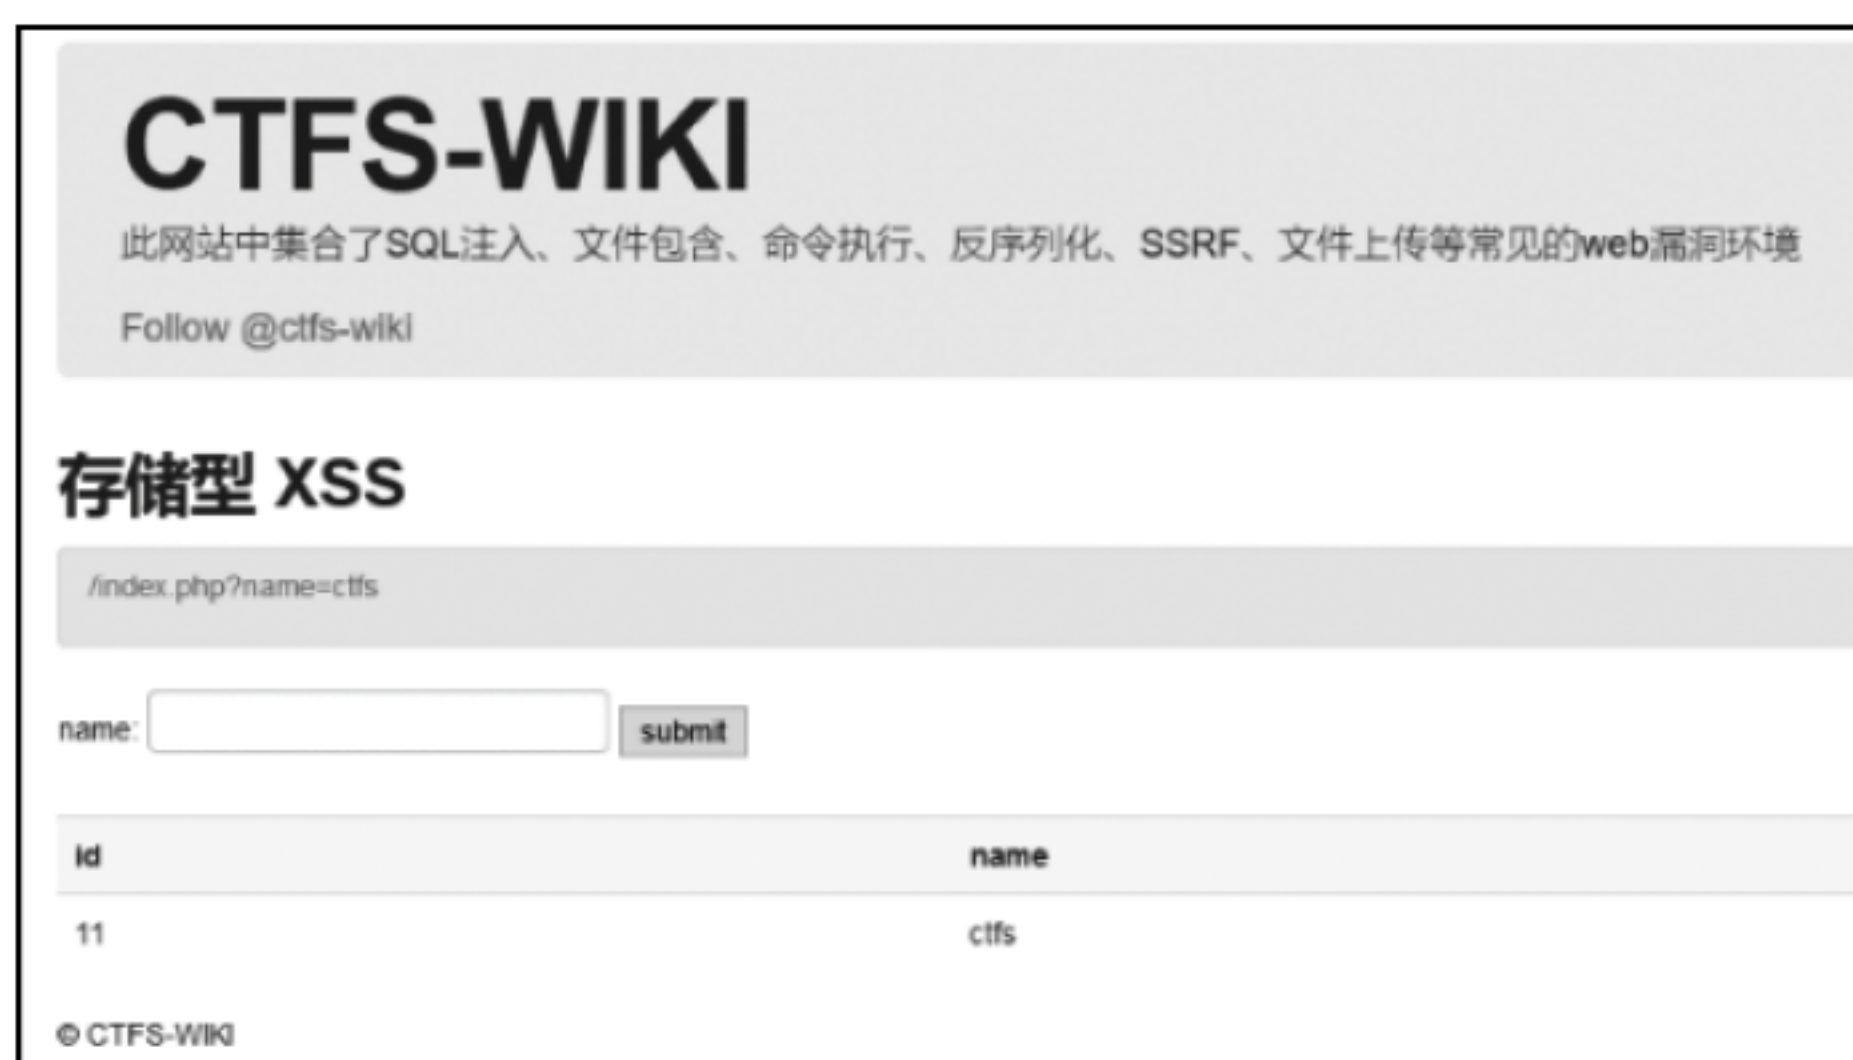 CTFS-WIKI
此网站中集合了SQL注入、文件包含、命令执行、反序列化、SSRF、文件上传等常见的web漏洞环境
Follow @ctfs-wiki
存储型 XSS
/index.php?name=ctfs
name:
submit
id name
11 ctfs
© CTFS-WIKI